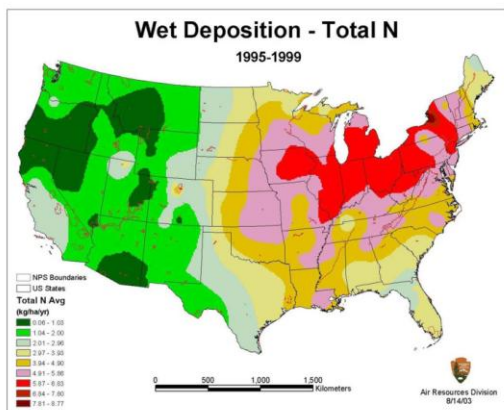 Wet Deposition - Total N
1995-1999
NPS Boundaries
US States
Total N Avg
(kg/ha/yr)
0.06 - 1.03
1.04 - 2.00
2.01 - 2.96
2.97 - 3.93
3.94 - 4.90
4.91 - 5.86
5.87 - 6.83
6.84 - 7.80
7.81 - 8.77
0
500
1,000
1,500
Kilometers
Air Resources Division
8/14/03